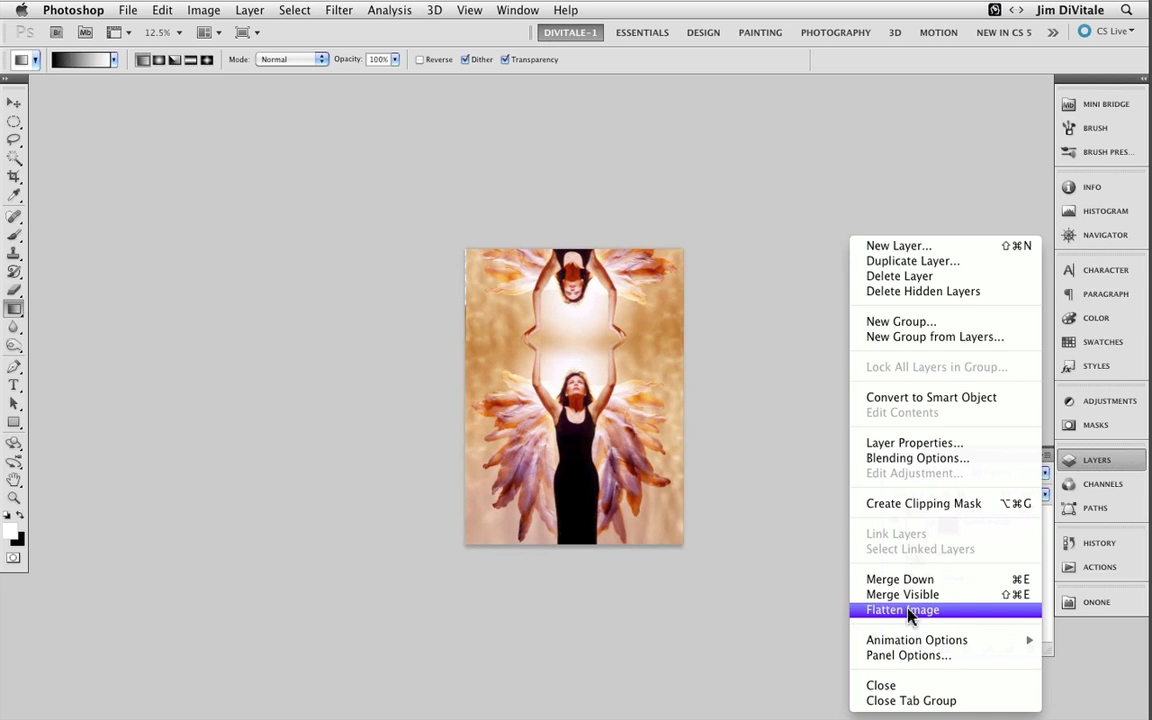 Photoshop File Edit Image Layer Select Filter Analysis 3D View Window Help Jim DiVitale
Ps Br Mb 12.5% DIVITALE-1 ESSENTIALS DESIGN PAINTING PHOTOGRAPHY 3D MOTION NEW IN CS 5 CS Live
Mode: Normal Opacity: 100% Reverse Dither Transparency
Mb MINI BRIDGE
BRUSH
BRUSH PRES...
INFO
HISTOGRAM
NAVIGATOR
CHARACTER
PARAGRAPH
COLOR
SWATCHES
STYLES
ADJUSTMENTS
MASKS
LAYERS
CHANNELS
PATHS
HISTORY
ACTIONS
ONONE
New Layer... ⇧⌘N
Duplicate Layer...
Delete Layer
Delete Hidden Layers
New Group...
New Group from Layers...
Lock All Layers in Group...
Convert to Smart Object
Edit Contents
Layer Properties...
Blending Options...
Edit Adjustment...
Create Clipping Mask ⌥⌘G
Link Layers
Select Linked Layers
Merge Down ⌘E
Merge Visible ⇧⌘E
Flatten Image
Animation Options
Panel Options...
Close
Close Tab Group